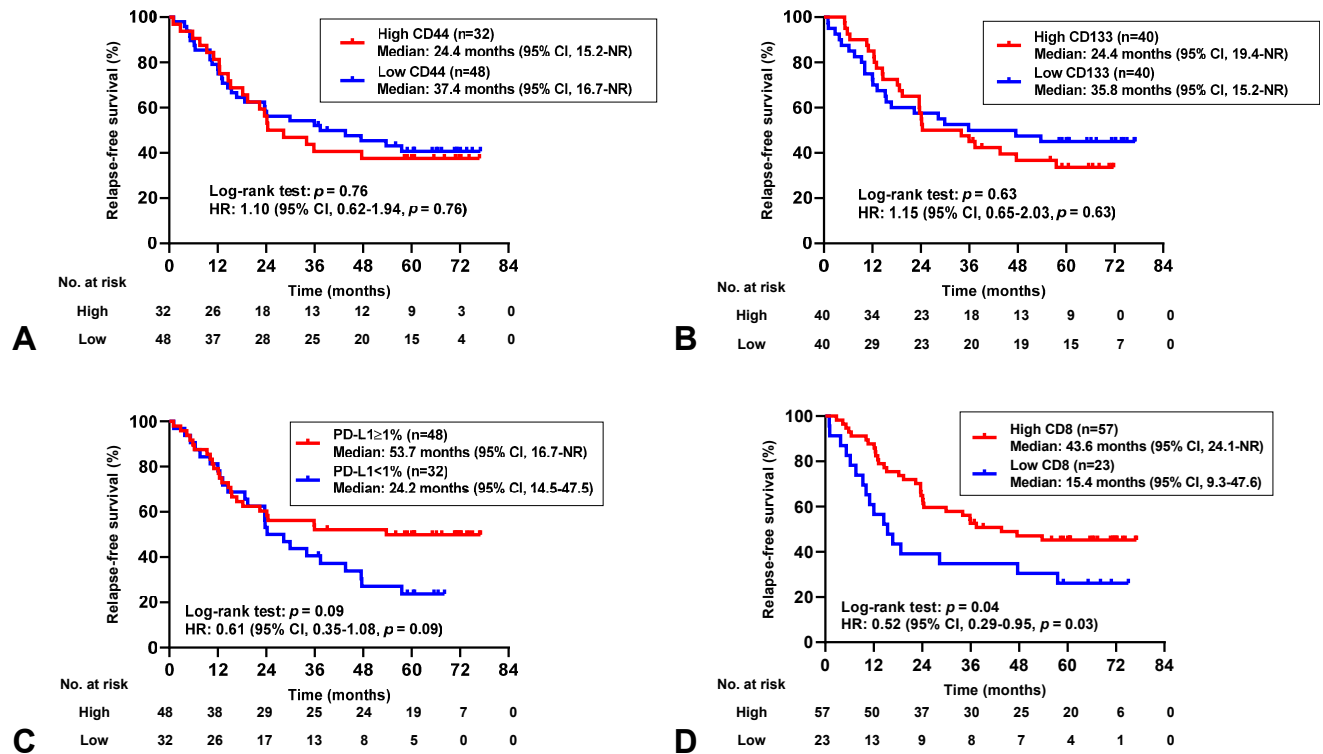 High CD44 (n=32)
Median: 24.4 months (95% CI, 15.2-NR)
Low CD44 (n=48)
Median: 37.4 months (95% CI, 16.7-NR)
Relapse-free survival (%)
100
80
60
40
20
0
Log-rank test: p = 0.76
HR: 1.10 (95% CI, 0.62-1.94, p = 0.76)
0 12 24 36 48 60 72 84
Time (months)
No. at risk
High 32 26 18 13 12 9 3 0
Low 48 37 28 25 20 15 4 0
A
High CD133 (n=40)
Median: 24.4 months (95% CI, 19.4-NR)
Low CD133 (n=40)
Median: 35.8 months (95% CI, 15.2-NR)
Relapse-free survival (%)
100
80
60
40
20
0
Log-rank test: p = 0.63
HR: 1.15 (95% CI, 0.65-2.03, p = 0.63)
0 12 24 36 48 60 72 84
Time (months)
No. at risk
High 40 34 23 18 13 9 0 0
Low 40 29 23 20 19 15 7 0
B
PD-L1≥1% (n=48)
Median: 53.7 months (95% CI, 16.7-NR)
PD-L1<1% (n=32)
Median: 24.2 months (95% CI, 14.5-47.5)
Relapse-free survival (%)
100
80
60
40
20
0
Log-rank test: p = 0.09
HR: 0.61 (95% CI, 0.35-1.08, p = 0.09)
0 12 24 36 48 60 72 84
Time (months)
No. at risk
High 48 38 29 25 24 19 7 0
Low 32 26 17 13 8 5 0 0
C
High CD8 (n=57)
Median: 43.6 months (95% CI, 24.1-NR)
Low CD8 (n=23)
Median: 15.4 months (95% CI, 9.3-47.6)
Relapse-free survival (%)
100
80
60
40
20
0
Log-rank test: p = 0.04
HR: 0.52 (95% CI, 0.29-0.95, p = 0.03)
0 12 24 36 48 60 72 84
Time (months)
No. at risk
High 57 50 37 30 25 20 6 0
Low 23 13 9 8 7 4 1 0
D